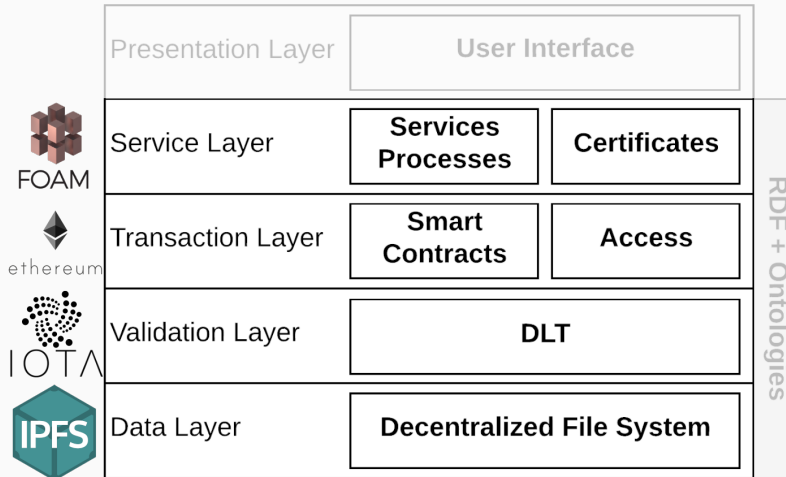 Presentation Layer
User Interface
FOAM
Service Layer
Services
Processes
Certificates
ethereum
Transaction Layer
Smart
Contracts
Access
IOTA
Validation Layer
DLT
IPFS
Data Layer
Decentralized File System
RDF + Ontologies